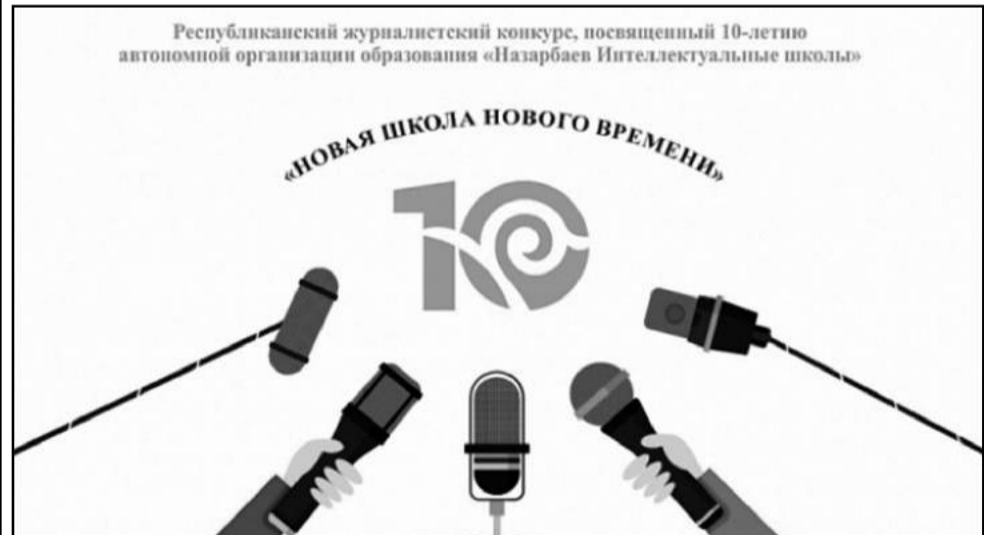 Республиканский журналистский конкурс, посвященный 10-летию
автономной организации образования «Назарбаев Интеллектуальные школы»
«НОВАЯ ШКОЛА НОВОГО ВРЕМЕНИ»
10